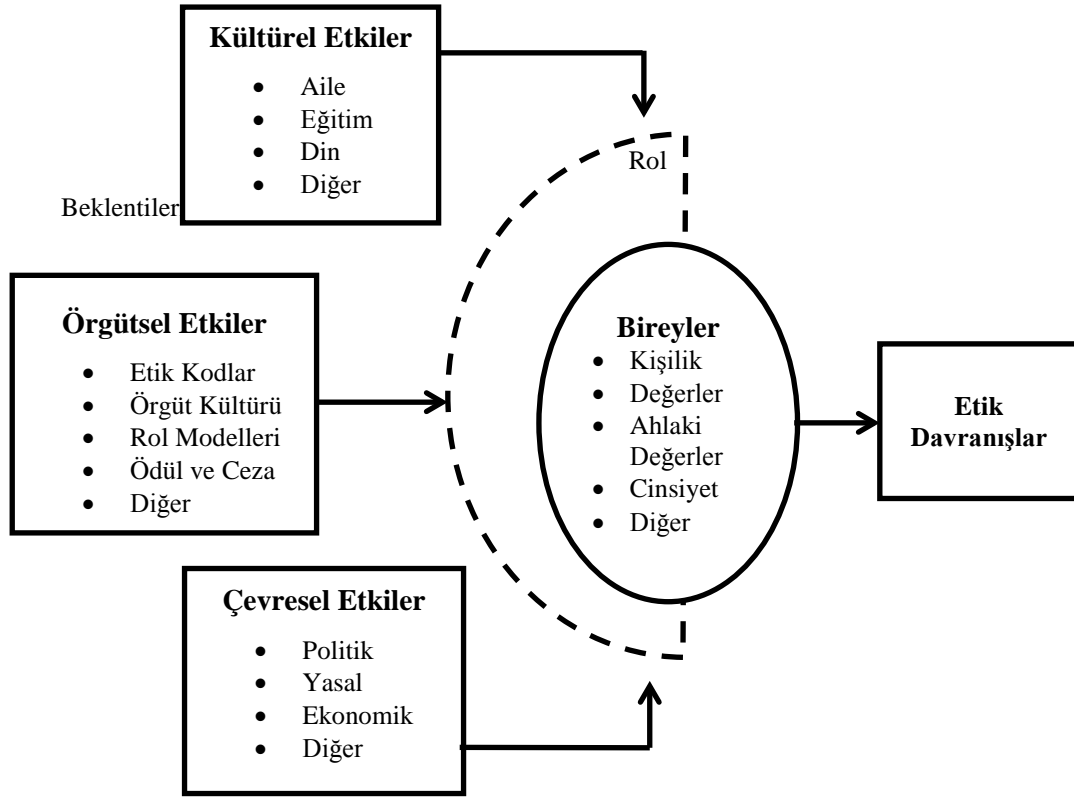 Kültürel Etkiler
• Aile
• Eğitim
• Din
• Diğer
Rol
Beklentiler
Örgütsel Etkiler
• Etik Kodlar
• Örgüt Kültürü
• Rol Modelleri
• Ödül ve Ceza
• Diğer
Bireyler
• Kişilik
• Değerler
• Ahlaki
Değerler
• Cinsiyet
• Diğer
Etik
Davranışlar
Çevresel Etkiler
• Politik
• Yasal
• Ekonomik
• Diğer